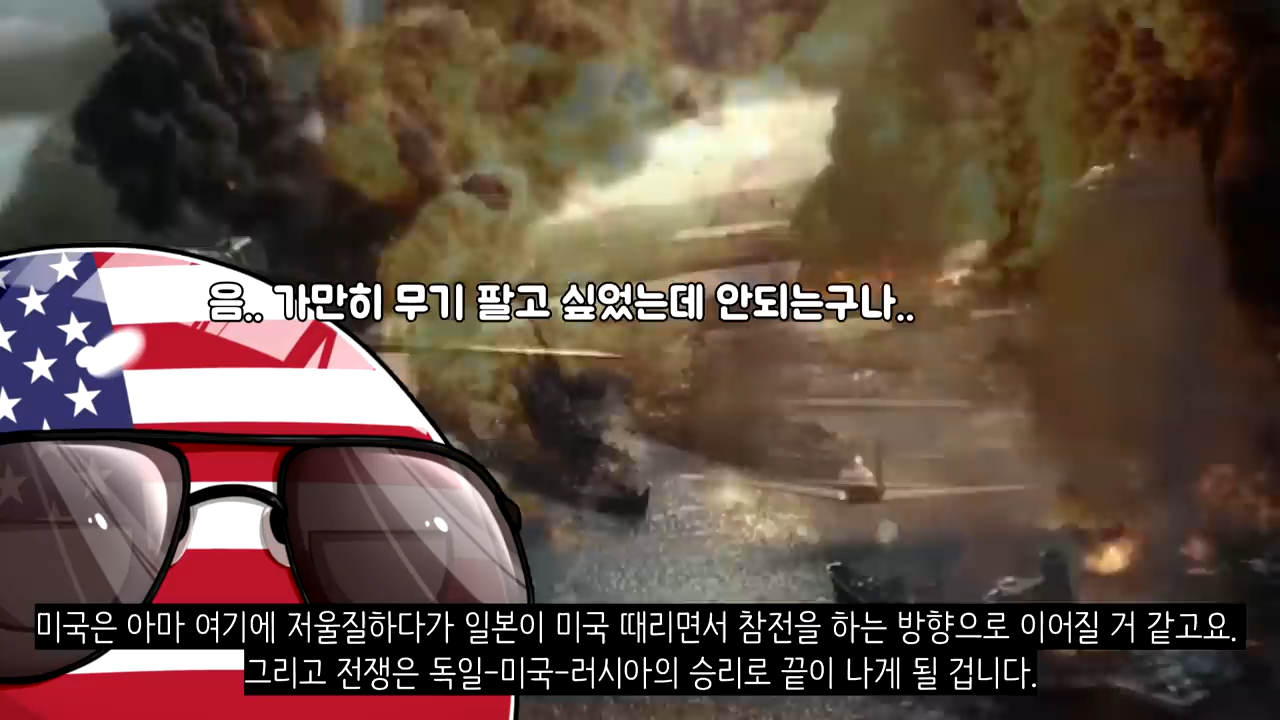 음.. 가만히 무기 팔고 싶었는데 안되는구나..
미국은 아마 여기에 저울질하다가 일본이 미국 때리면서 참전을 하는 방향으로 이어질 거 같고요.
그리고 전쟁은 독일-미국-러시아의 승리로 끝이 나게 될 겁니다.